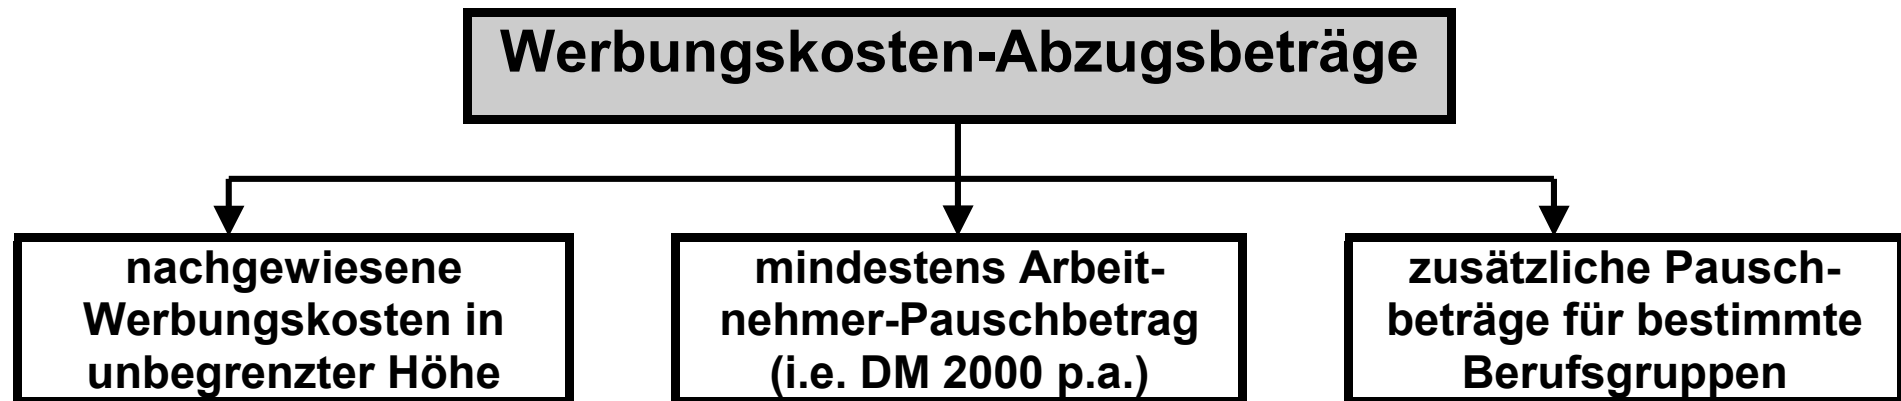 Werbungskosten-Abzugsbeträge
nachgewiesene
Werbungskosten in
unbegrenzter Höhe
mindestens Arbeit-
nehmer-Pauschbetrag
(i.e. DM 2000 p.a.)
zusätzliche Pausch-
beträge für bestimmte
Berufsgruppen